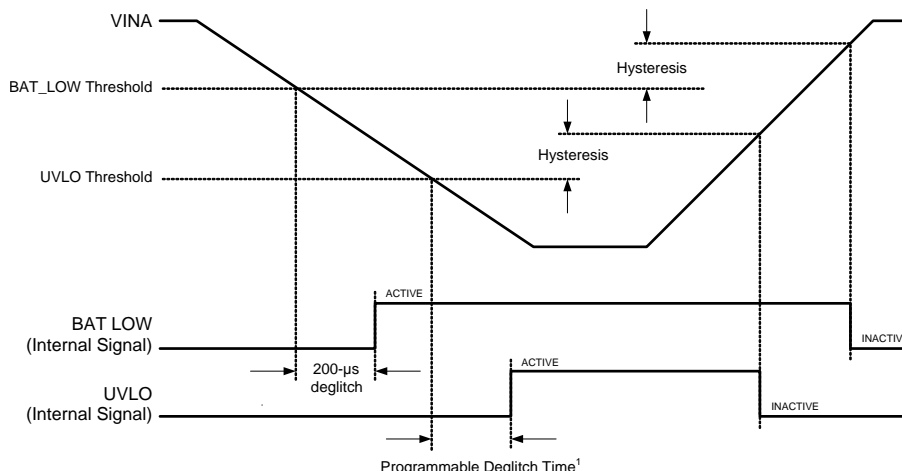 VINA
Hysteresis
BAT_LOW Threshold
Hysteresis
UVLO Threshold
ACTIVE
BAT LOW
(Internal Signal)
INACTIV
200-µs
deglitch
ACTIVE
UVLO
(Internal Signal)
INACTIVE
Programmable Deglitch Time¹